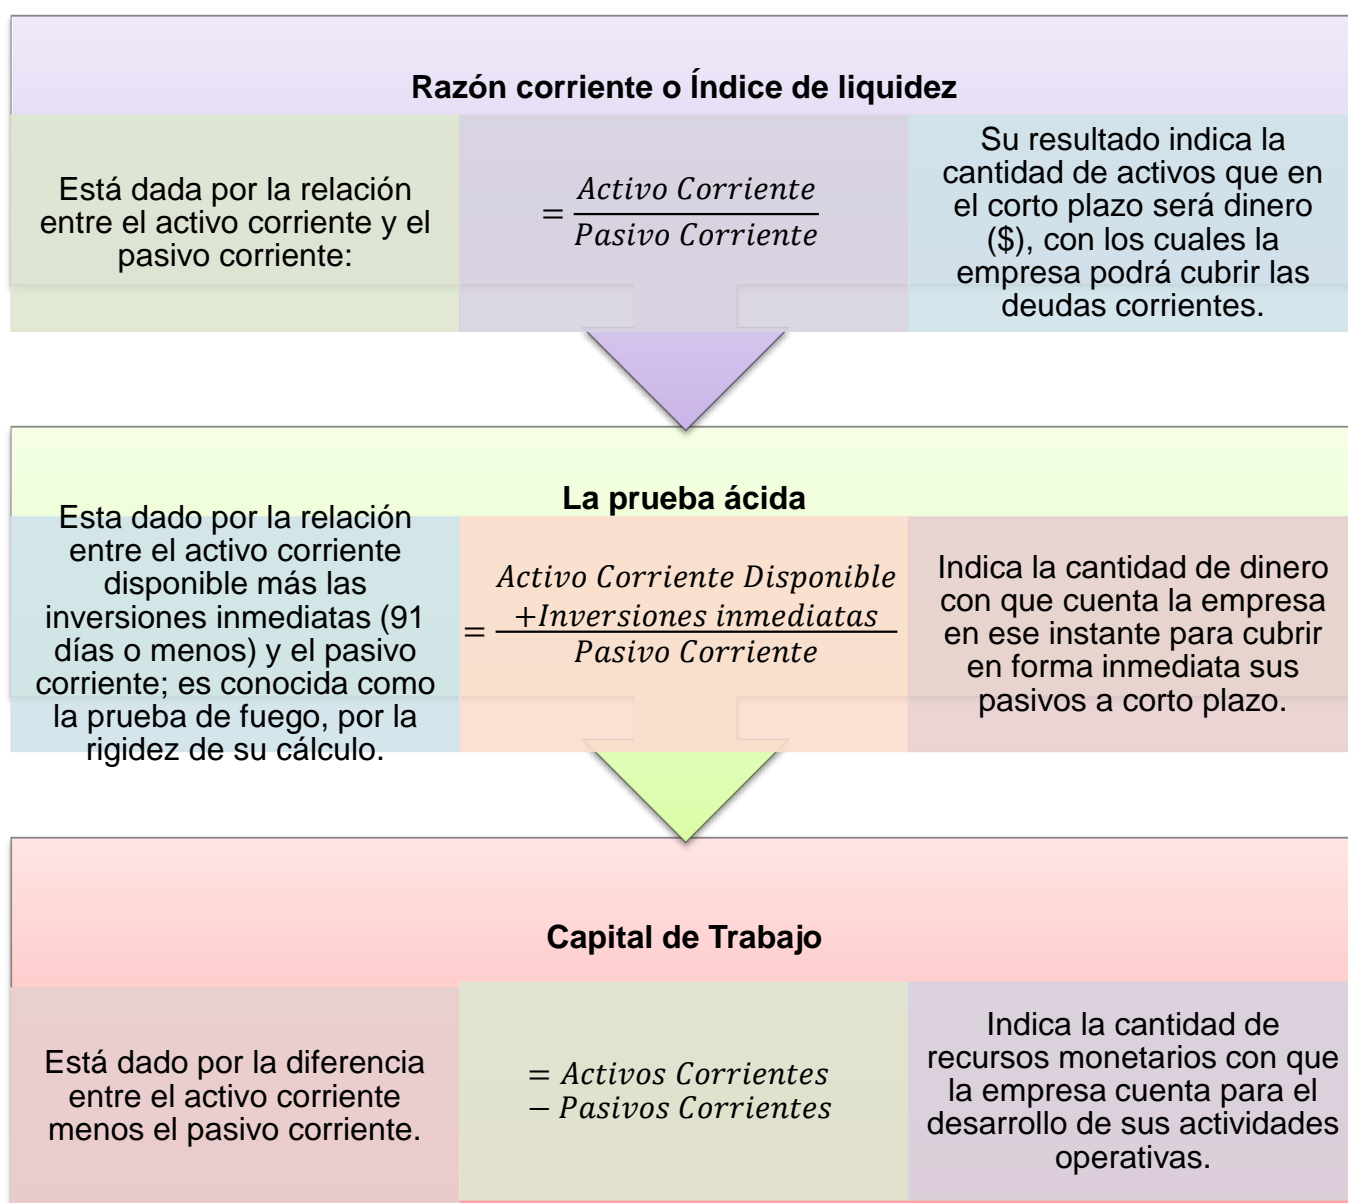 Razón corriente o Índice de liquidez
Está dada por la relación
entre el activo corriente y el
pasivo corriente:
= Activo Corriente
Pasivo Corriente
Su resultado indica la
cantidad de activos que en
el corto plazo será dinero
($), con los cuales la
empresa podrá cubrir las
deudas corrientes.
La prueba ácida
Esta dado por la relación
entre el activo corriente
disponible más las
inversiones inmediatas (91
días o menos) y el pasivo
corriente; es conocida como
la prueba de fuego, por la
rigidez de su cálculo.
Activo Corriente Disponible
= +Inversiones inmediatas
Pasivo Corriente
Indica la cantidad de dinero
con que cuenta la empresa
en ese instante para cubrir
en forma inmediata sus
pasivos a corto plazo.
Capital de Trabajo
Está dado por la diferencia
entre el activo corriente
menos el pasivo corriente.
= Activos Corrientes
− Pasivos Corrientes
Indica la cantidad de
recursos monetarios con que
la empresa cuenta para el
desarrollo de sus actividades
operativas.